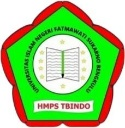 UNIVERSITAS ISLAM NEGERI FATMAWATI SUKARNO BENGKULU
HMPS TBINDO